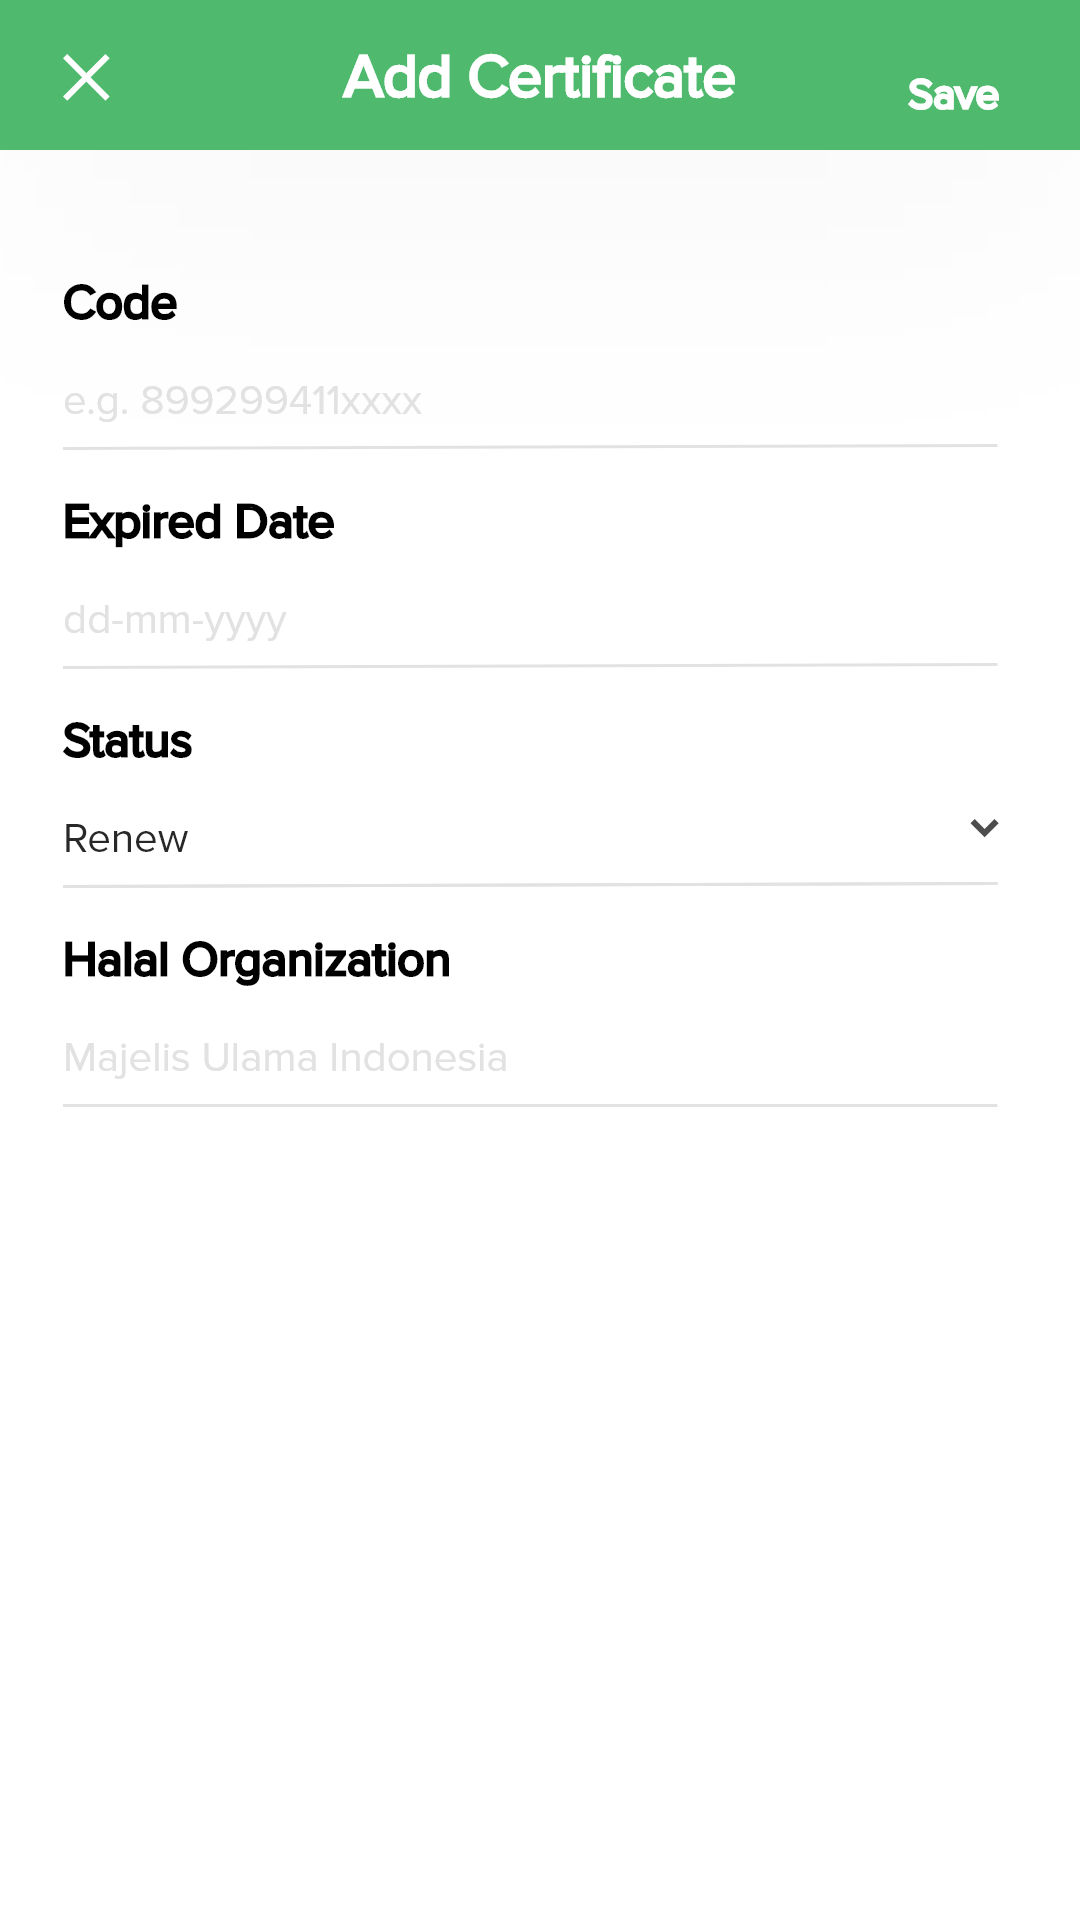 Add Certificate
Save
Code
e.g. 899299411xxxx
Expired Date
dd-mm-yyyy
Status
Renew
Halal Organization
Majelis Ulama Indonesia